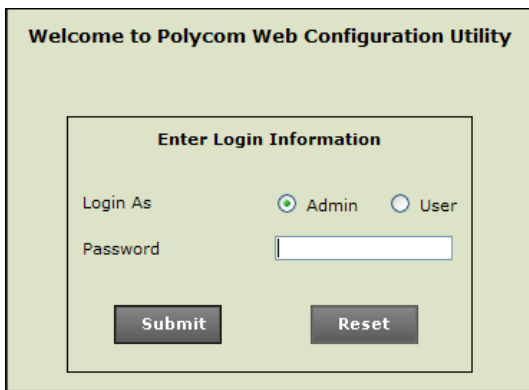 Welcome to Polycom Web Configuration Utility
Enter Login Information
Login As Admin User
Password
Submit Reset